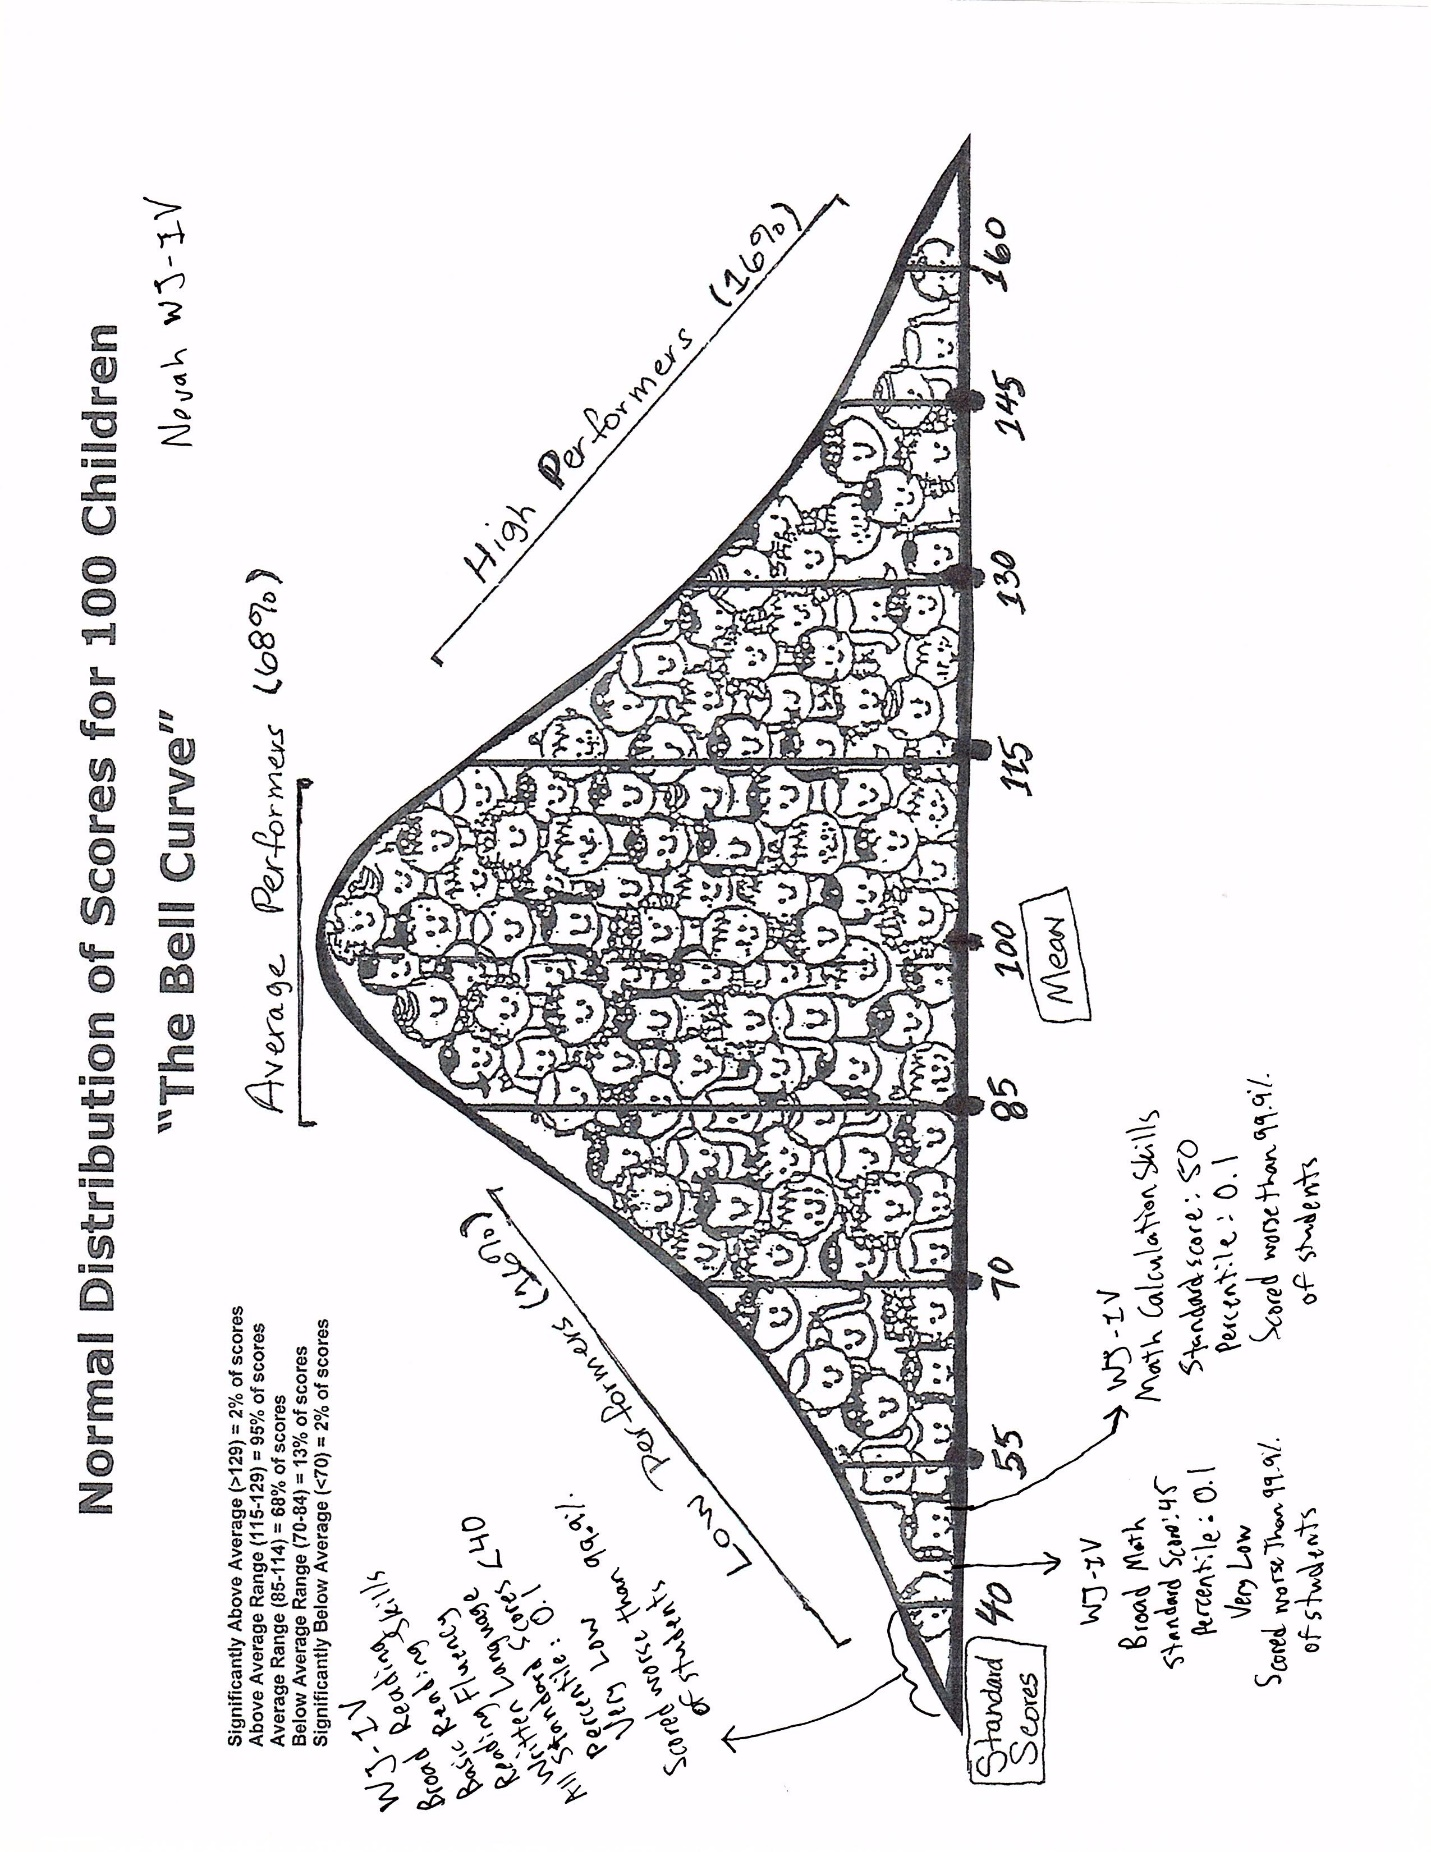 Normal Distribution of Scores for 100 Children
"The Bell Curve"
Nevah WJ-IV
Significantly Above Average (>129) = 2% of scores
Above Average Range (115-129) = 95% of scores
Average Range (85-114) = 68% of scores
Below Average Range (70-84) = 13% of scores
Significantly Below Average (<70) = 2% of scores
Average Performers (68%)
High Performers (16%)
Low Performers (16%)
WJ-IV
Broad Reading Skills
Basic Reading
Reading Fluency
Written Language
All Standard Scores <40
Percentile: 0.1
Very Low
Scored worse than 99.9%
of students
40
55
70
85
100
115
130
145
160
Standard
Scores
Mean
WJ-IV
Broad Math
Standard Score: 45
Percentile: 0.1
Very Low
Scored worse Than 99.9%
of students
WJ-IV
Math Calculation Skills
Standard score: 50
Percentile: 0.1
Scored worse than 99.9%
of students